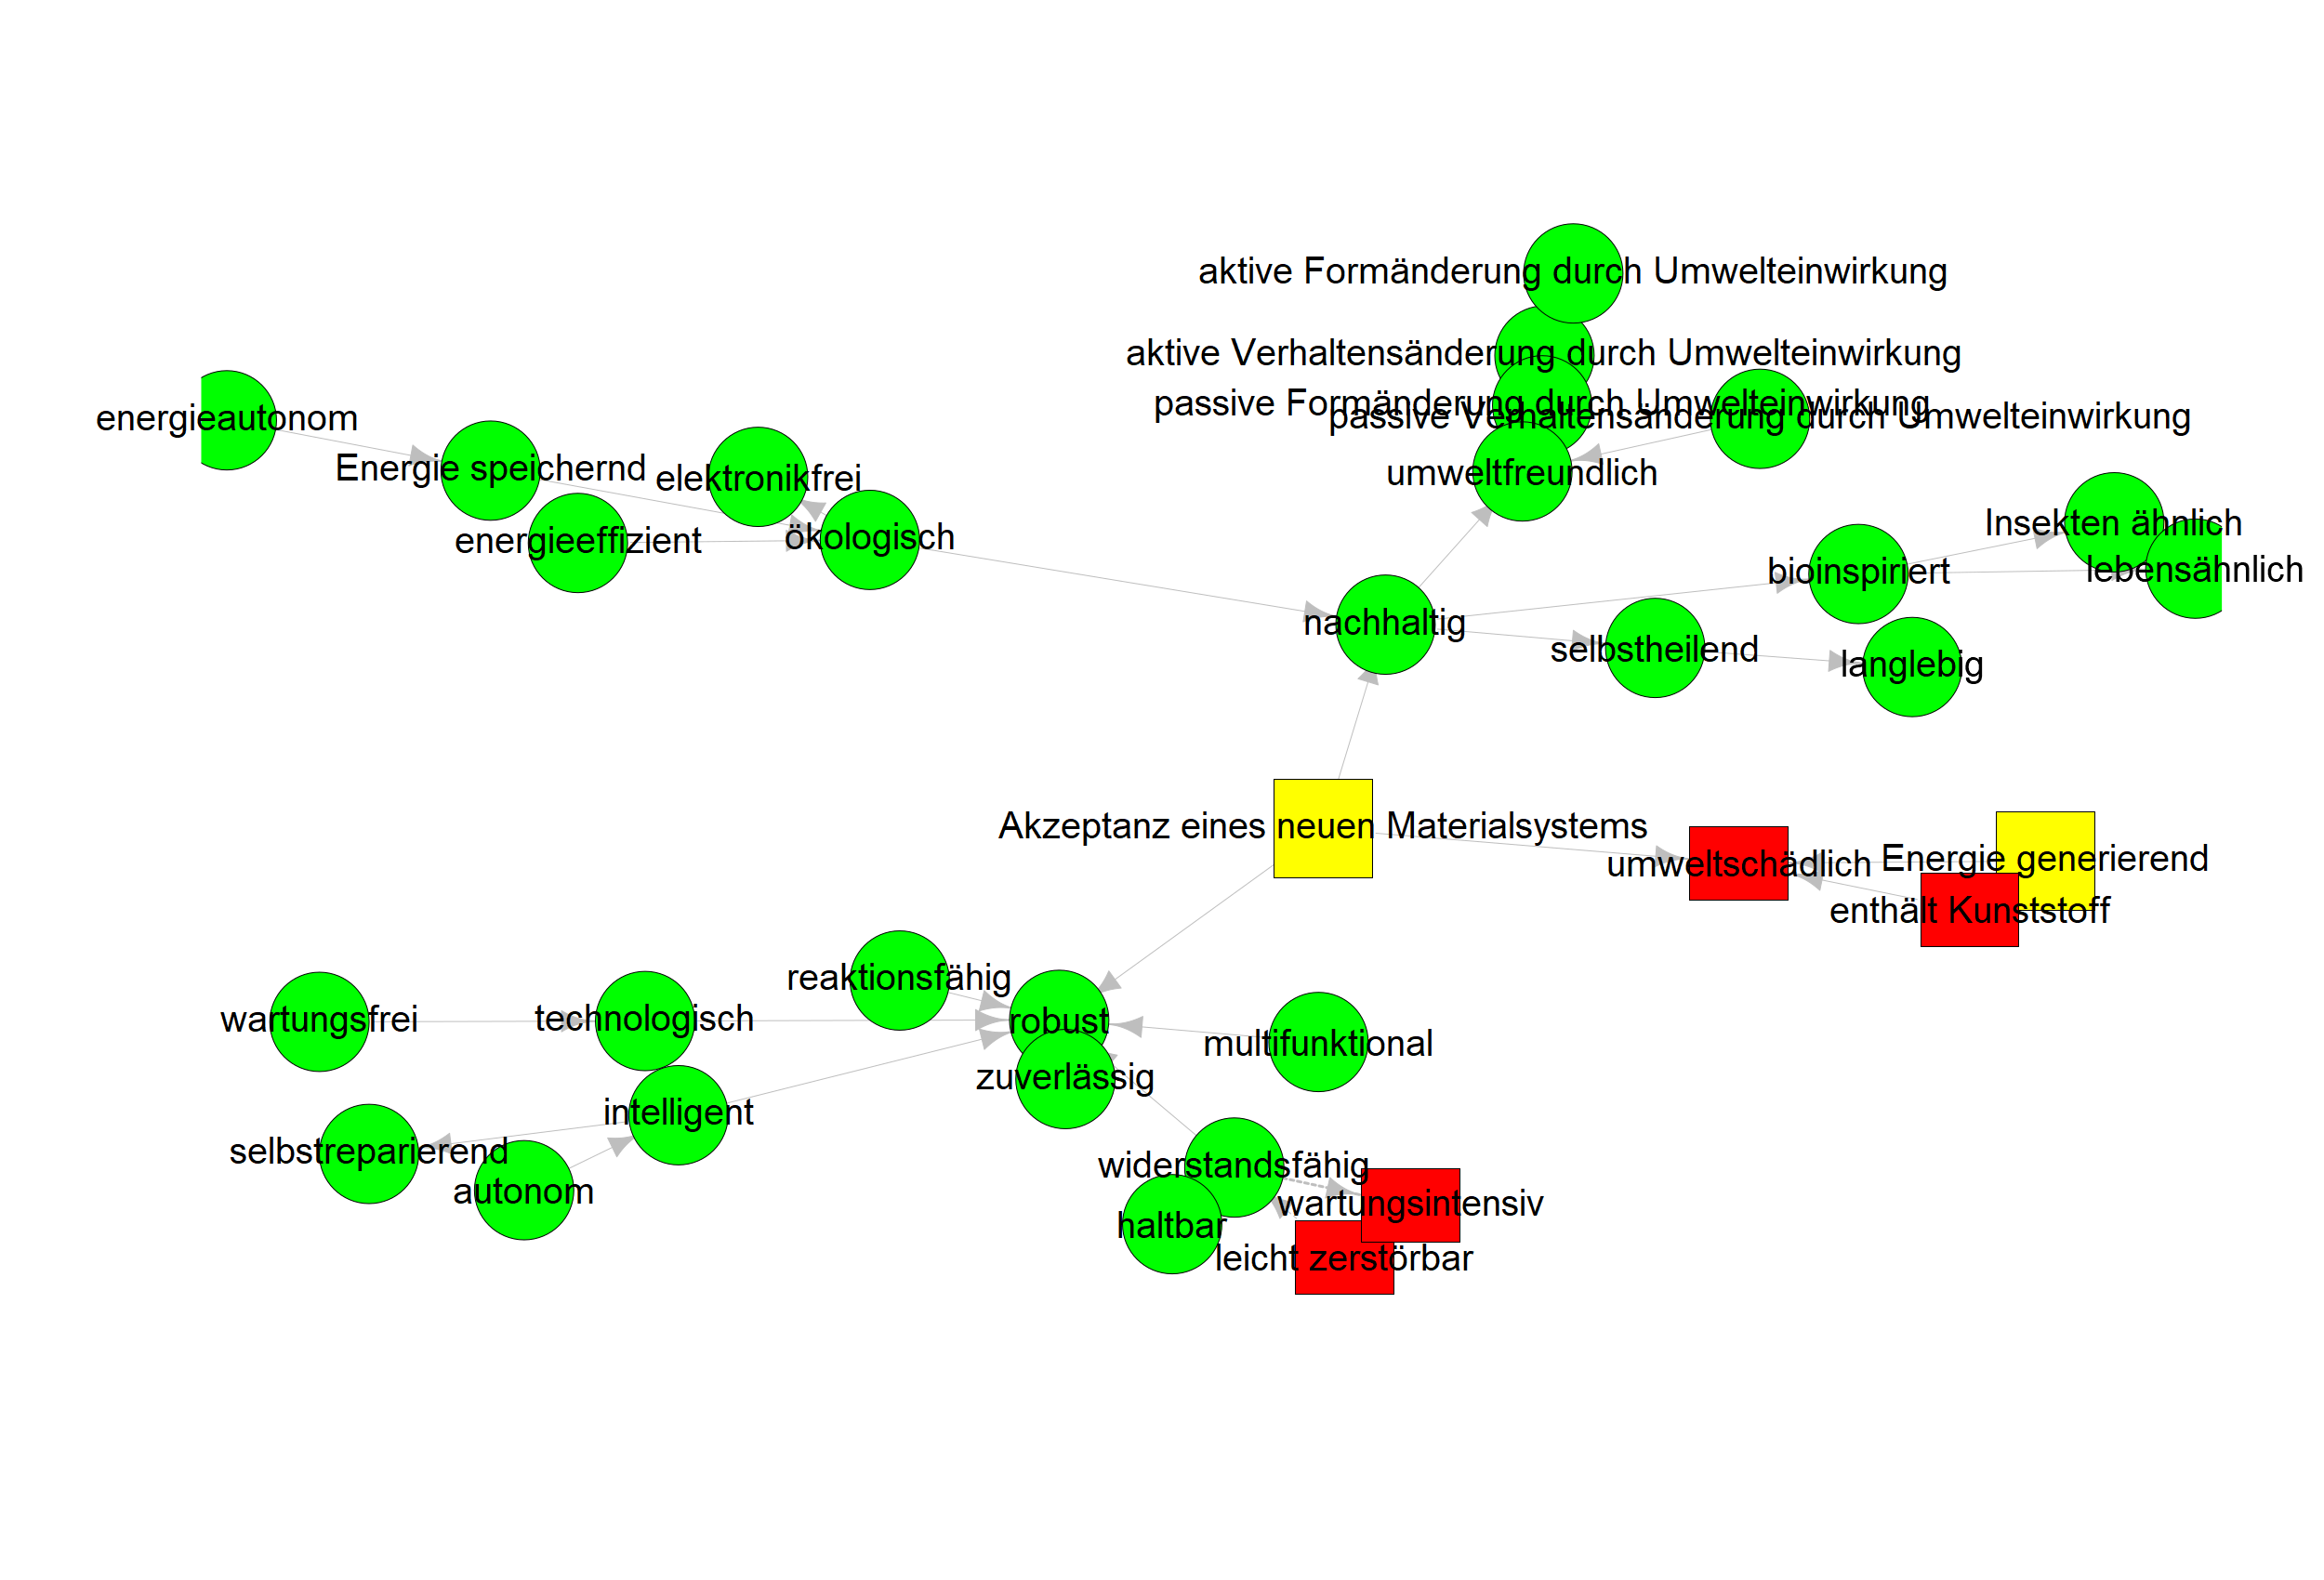 aktive Formänderung durch Umwelteinwirkung
aktive Verhaltensänderung durch Umwelteinwirkung
passive Formänderung durch Umwelteinwirkung
passive Verhaltensänderung durch Umwelteinwirkung
energieautonom
Energie speichernd
elektronikfrei
umweltfreundlich
energieeffizient
ökologisch
Insekten ähnlich
bioinspiriert
lebensähnlich
nachhaltig
selbstheilend
langlebig
Akzeptanz eines neuen Materialsystems
umweltschädlich
Energie generierend
enthält Kunststoff
reaktionsfähig
wartungsfrei
technologisch
robust
multifunktional
zuverlässig
intelligent
selbstreparierend
autonom
widerstandsfähig
wartungsintensiv
haltbar
leicht zerstörbar